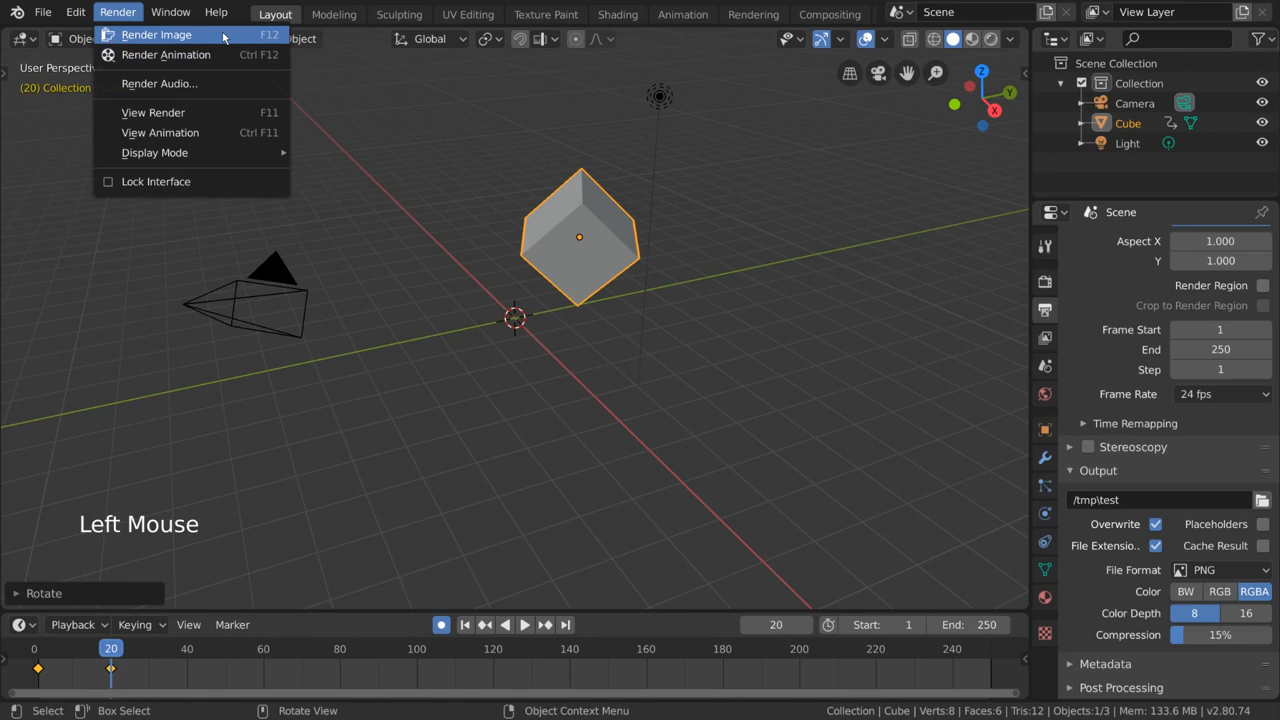 File Edit Render Window Help Layout Modeling Sculpting UV Editing Texture Paint Shading Animation Rendering Compositing Scene View Layer
Render Image F12
Render Animation Ctrl F12
Render Audio...
View Render F11
View Animation Ctrl F11
Display Mode
Lock Interface
Obje
bject
Global
User Perspectiv
(20) Collection
Z
Y
X
Scene Collection
Collection
Camera
Cube
Light
Scene
Aspect X 1.000
Y 1.000
Render Region
Crop to Render Region
Frame Start 1
End 250
Step 1
Frame Rate 24 fps
Time Remapping
Stereoscopy
Output
/tmp\test
Overwrite Placeholders
File Extensio.. Cache Result
File Format PNG
Color BW RGB RGBA
Color Depth 8 16
Compression 15%
Metadata
Post Processing
Left Mouse
Rotate
Playback Keying View Marker 20 Start: 1 End: 250
0 20 40 60 80 100 120 140 160 180 200 220 240
Select Box Select Rotate View Object Context Menu Collection | Cube | Verts:8 | Faces:6 | Tris:12 | Objects:1/3 | Mem: 133.6 MB | v2.80.74